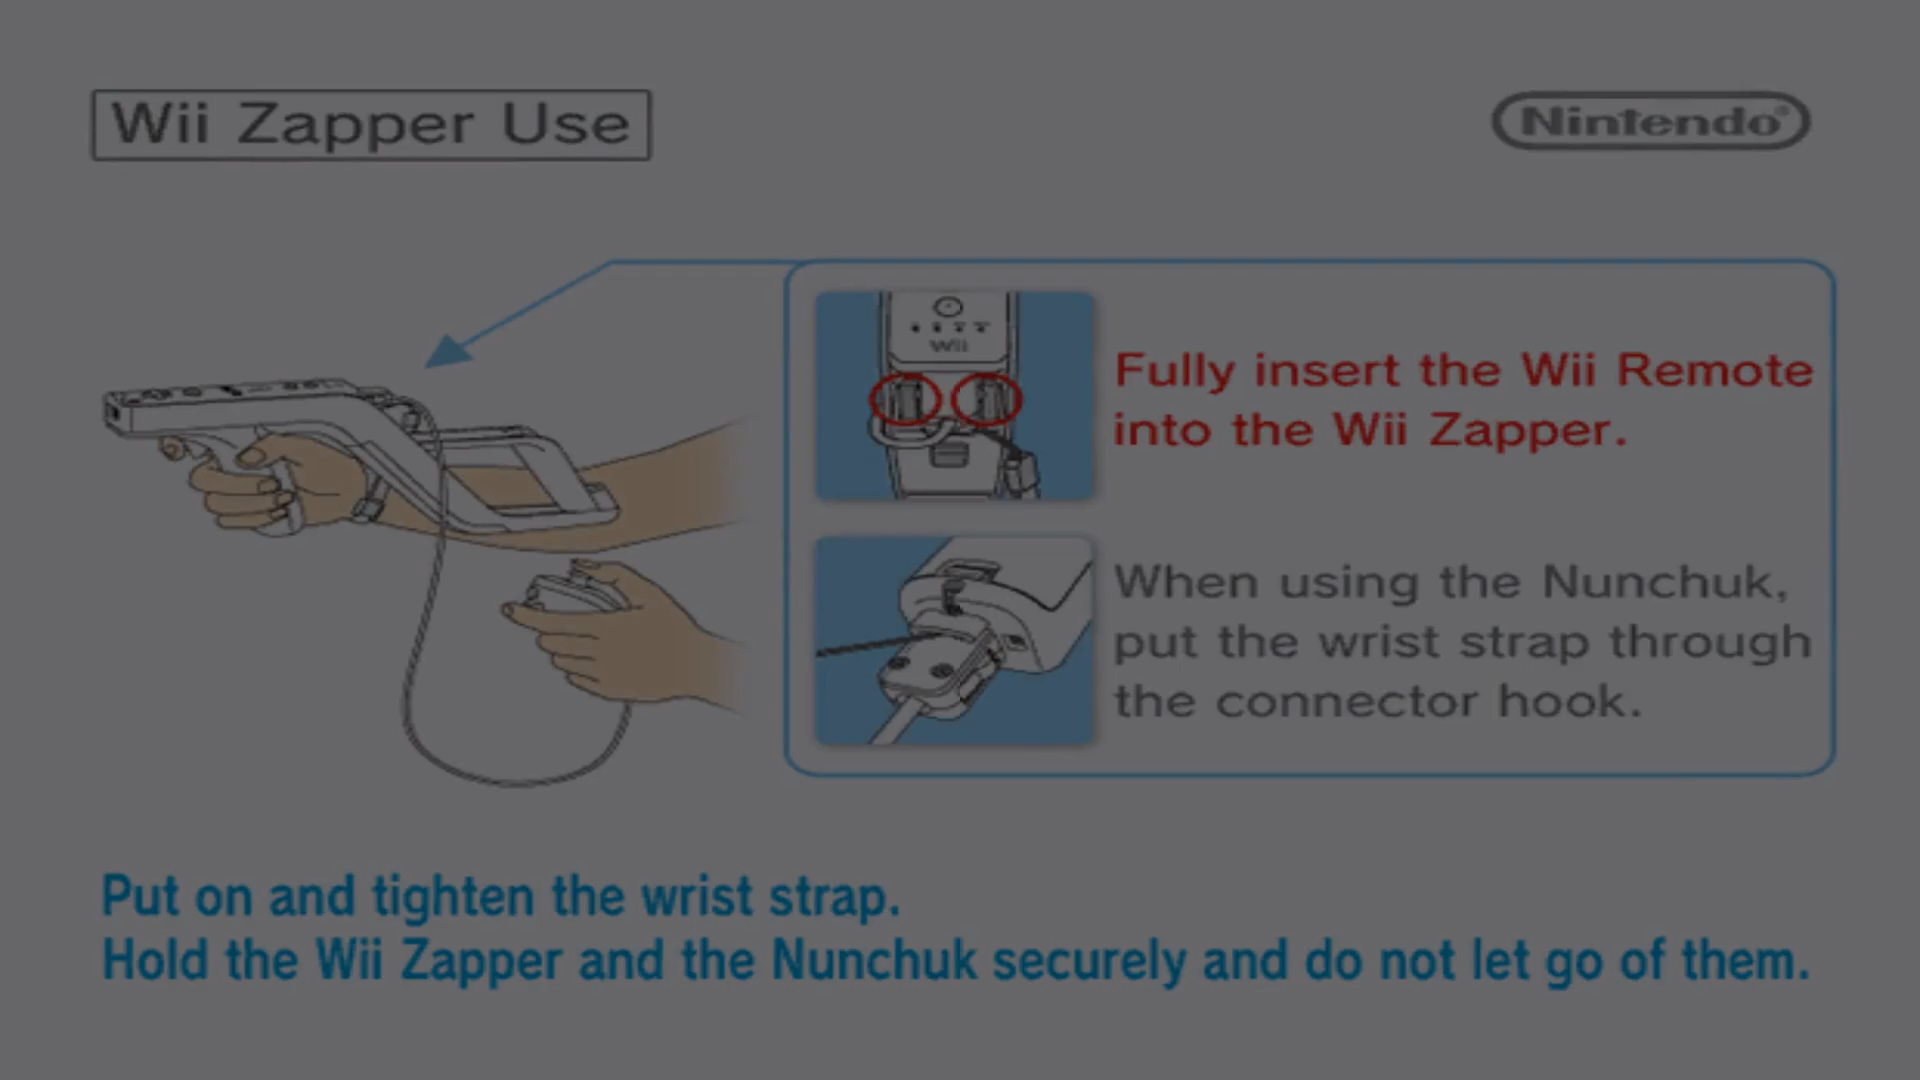 Wii Zapper Use
Nintendo®
Wii
Fully insert the Wii Remote
into the Wii Zapper.
When using the Nunchuk,
put the wrist strap through
the connector hook.
Put on and tighten the wrist strap.
Hold the Wii Zapper and the Nunchuk securely and do not let go of them.